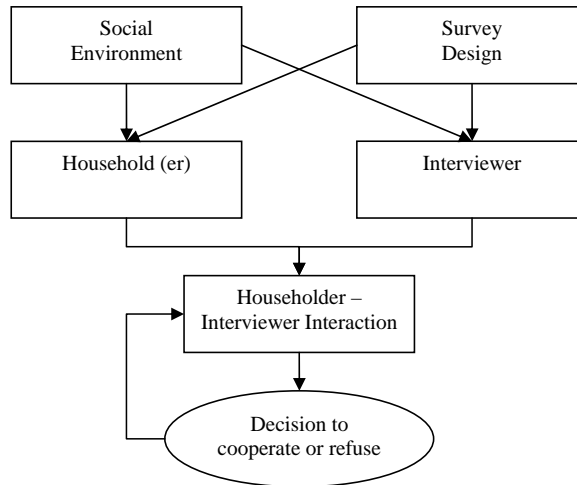 Social
Environment
Survey
Design
Household (er)
Interviewer
Householder –
Interviewer Interaction
Decision to
cooperate or refuse